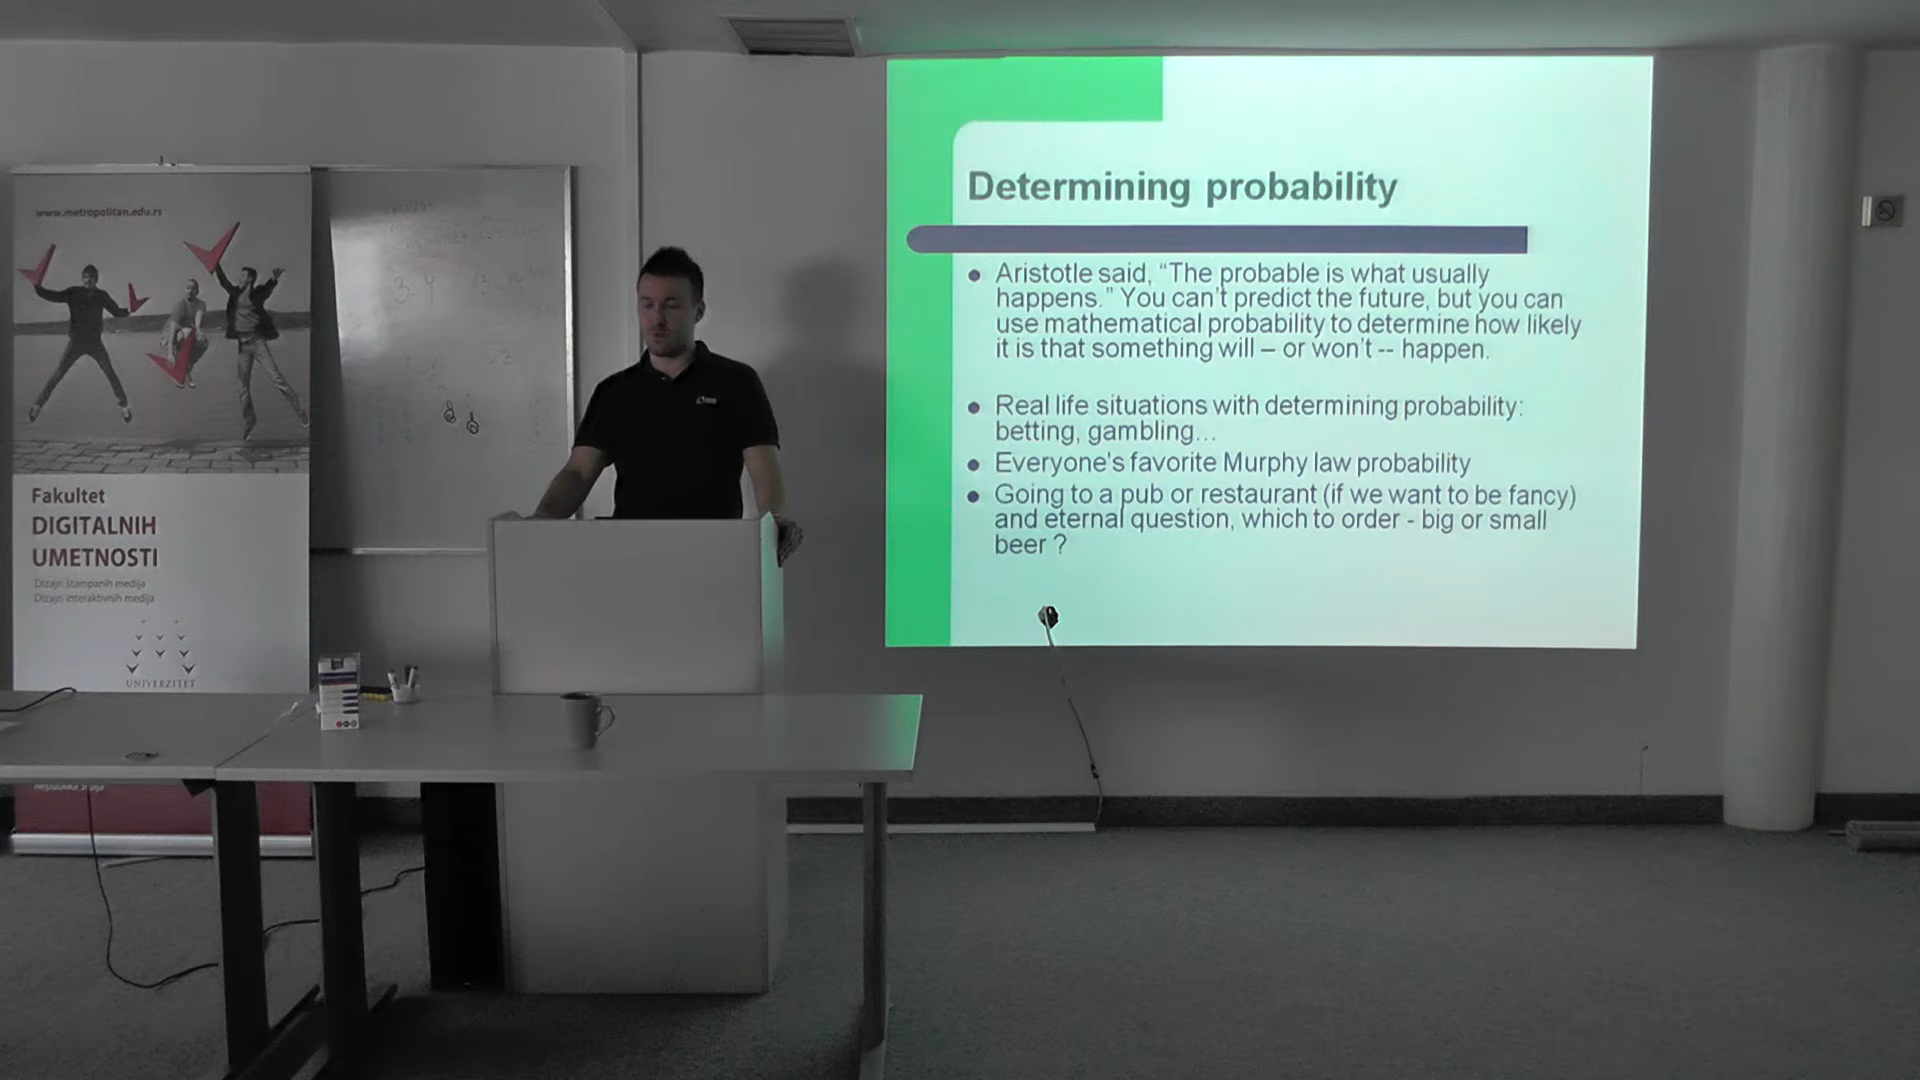 www.metropolitan.edu.rs
Fakultet
DIGITALNIH
UMETNOSTI
Dizajn štampanih medija
Dizajn interaktivnih medija
UNIVERZITET
3-4
Determining probability
• Aristotle said, “The probable is what usually
happens.” You can’t predict the future, but you can
use mathematical probability to determine how likely
it is that something will – or won’t -- happen.
• Real life situations with determining probability:
betting, gambling…
• Everyone's favorite Murphy law probability
• Going to a pub or restaurant (if we want to be fancy)
and eternal question, which to order - big or small
beer ?